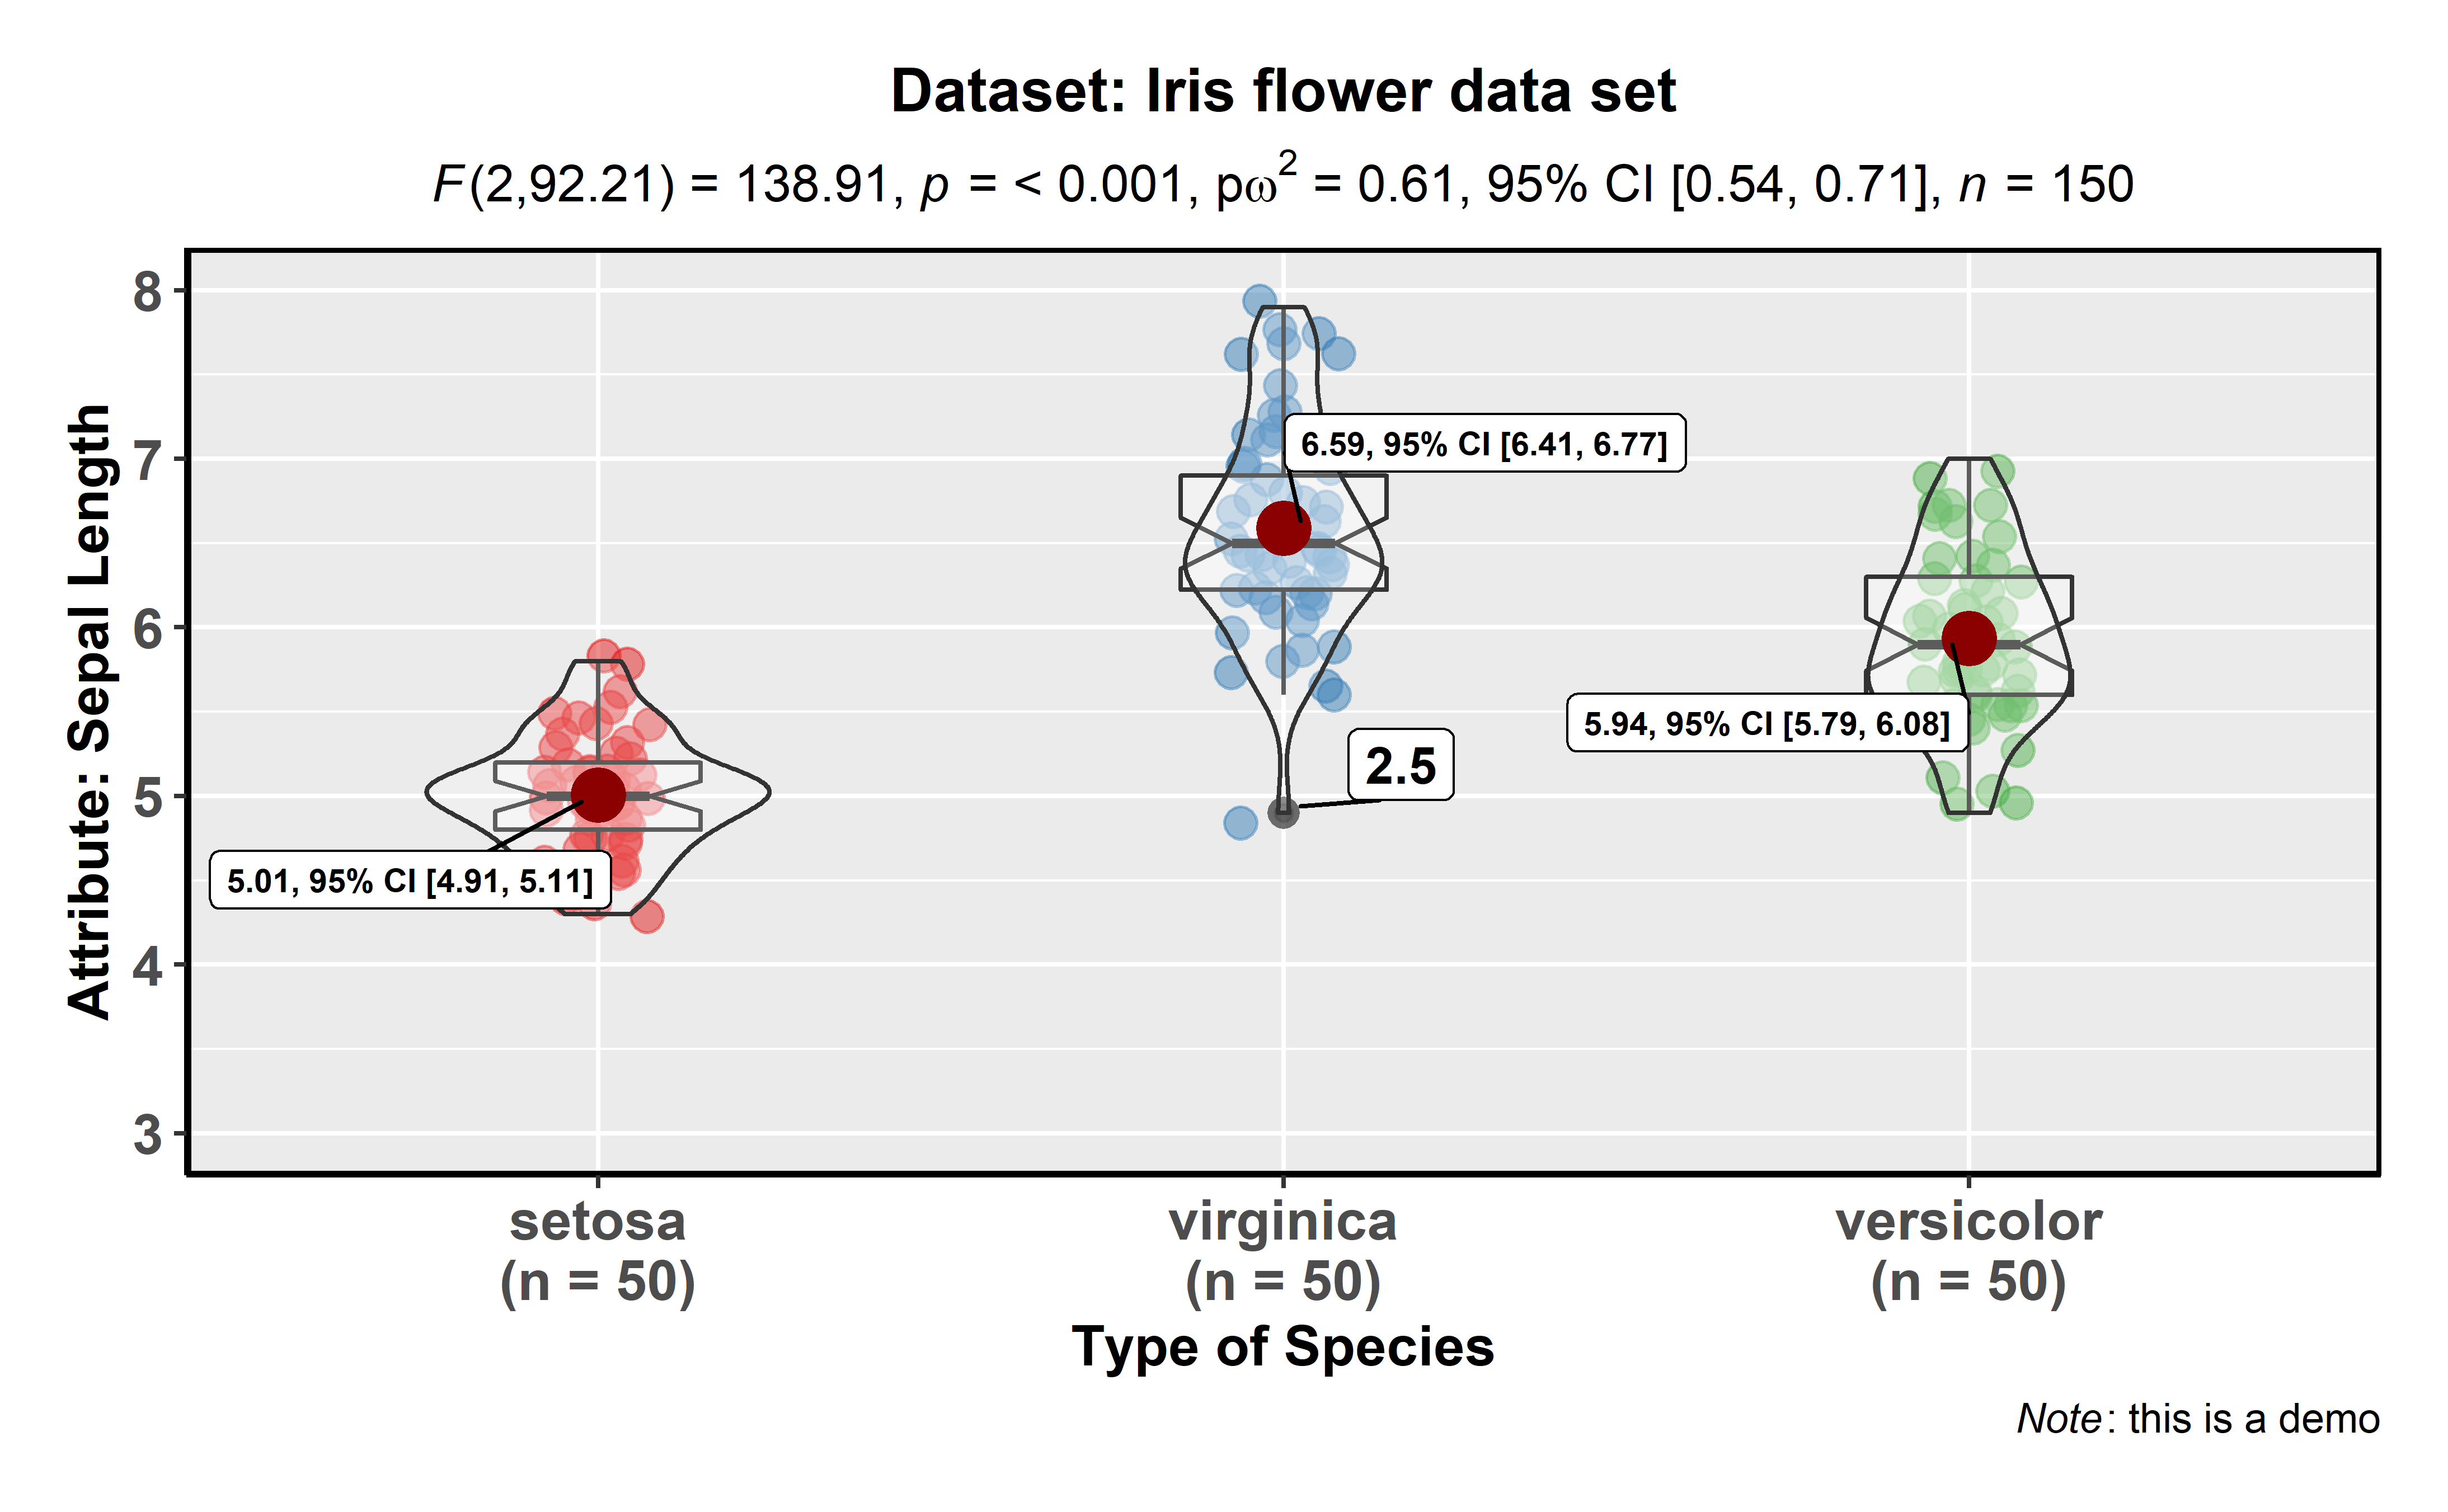 Dataset: Iris flower data set
F(2,92.21) = 138.91, p = < 0.001, pω² = 0.61, 95% CI [0.54, 0.71], n = 150
Attribute: Sepal Length
8
7
6
5
4
3
6.59, 95% CI [6.41, 6.77]
5.94, 95% CI [5.79, 6.08]
2.5
5.01, 95% CI [4.91, 5.11]
setosa virginica versicolor
(n = 50) (n = 50) (n = 50)
Type of Species
Note: this is a demo